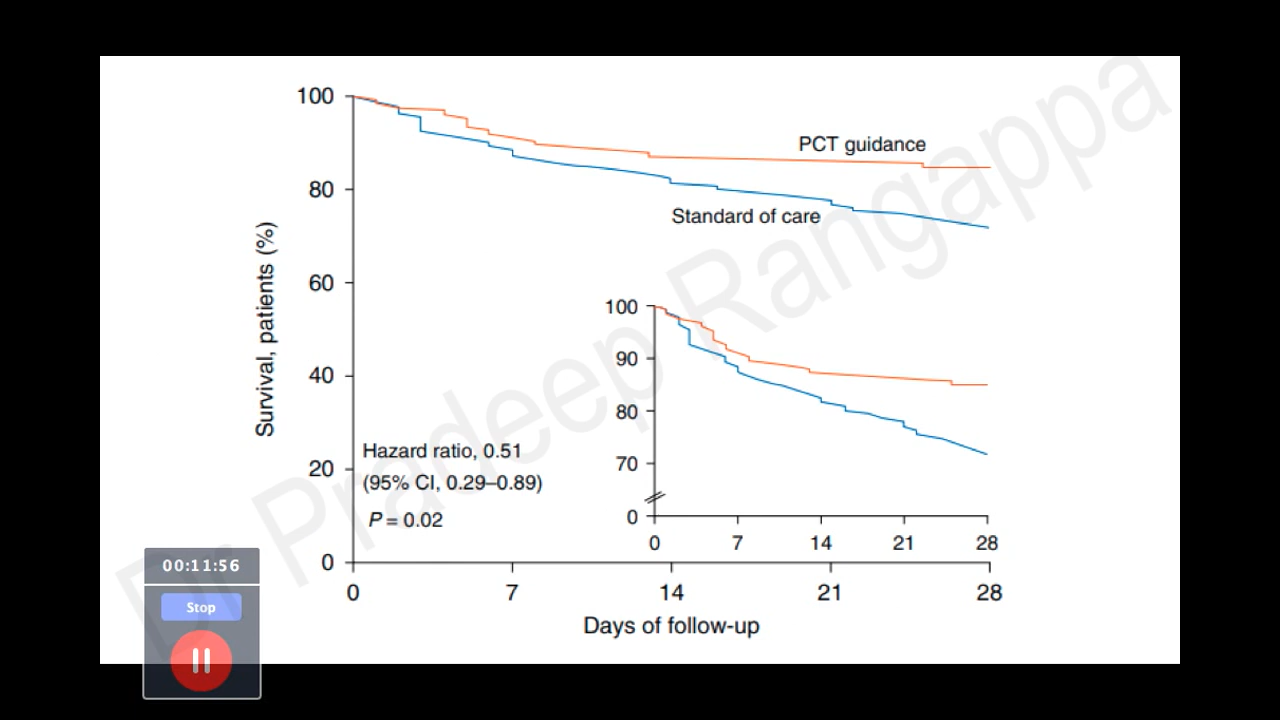 100
80
60
40
20
0
Survival, patients (%)
PCT guidance
Standard of care
Hazard ratio, 0.51
(95% CI, 0.29–0.89)
P = 0.02
100
90
80
70
0
0 7 14 21 28
0 7 14 21 28
Days of follow-up
Dr Pradeep Rangappa
00:11:56
Stop